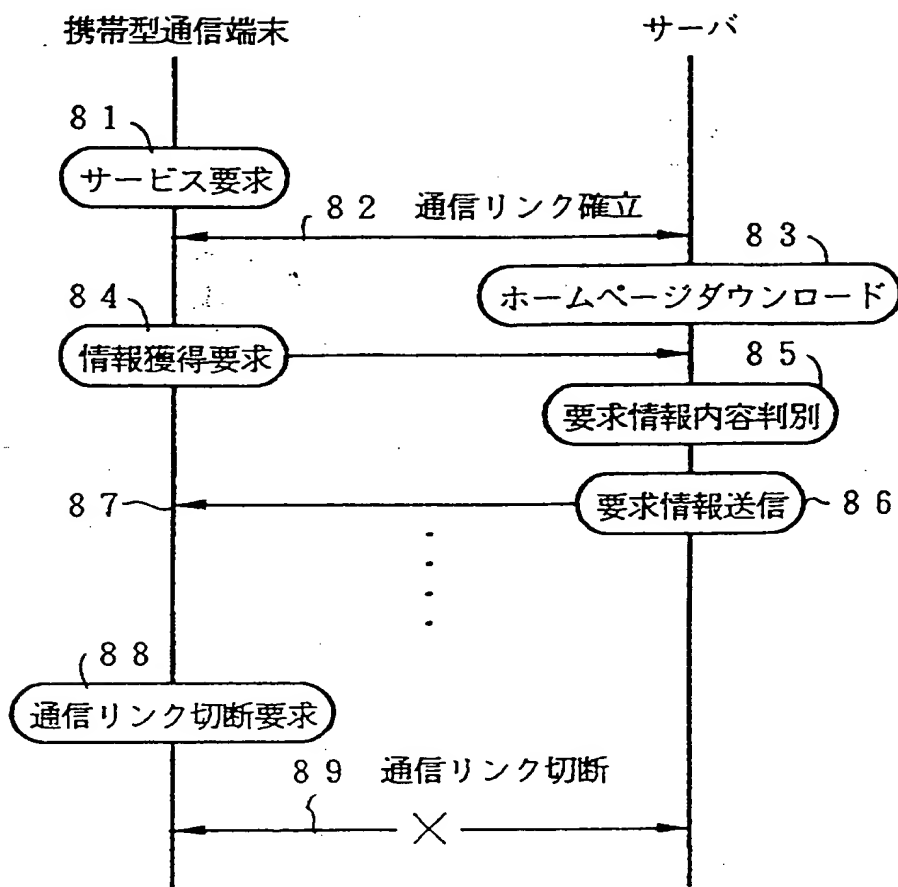 携帯型通信端末
サーバ
81
サービス要求
82 通信リンク確立
83
ホームページダウンロード
84
情報獲得要求
85
要求情報内容判別
87
要求情報送信
86
88
通信リンク切断要求
89 通信リンク切断